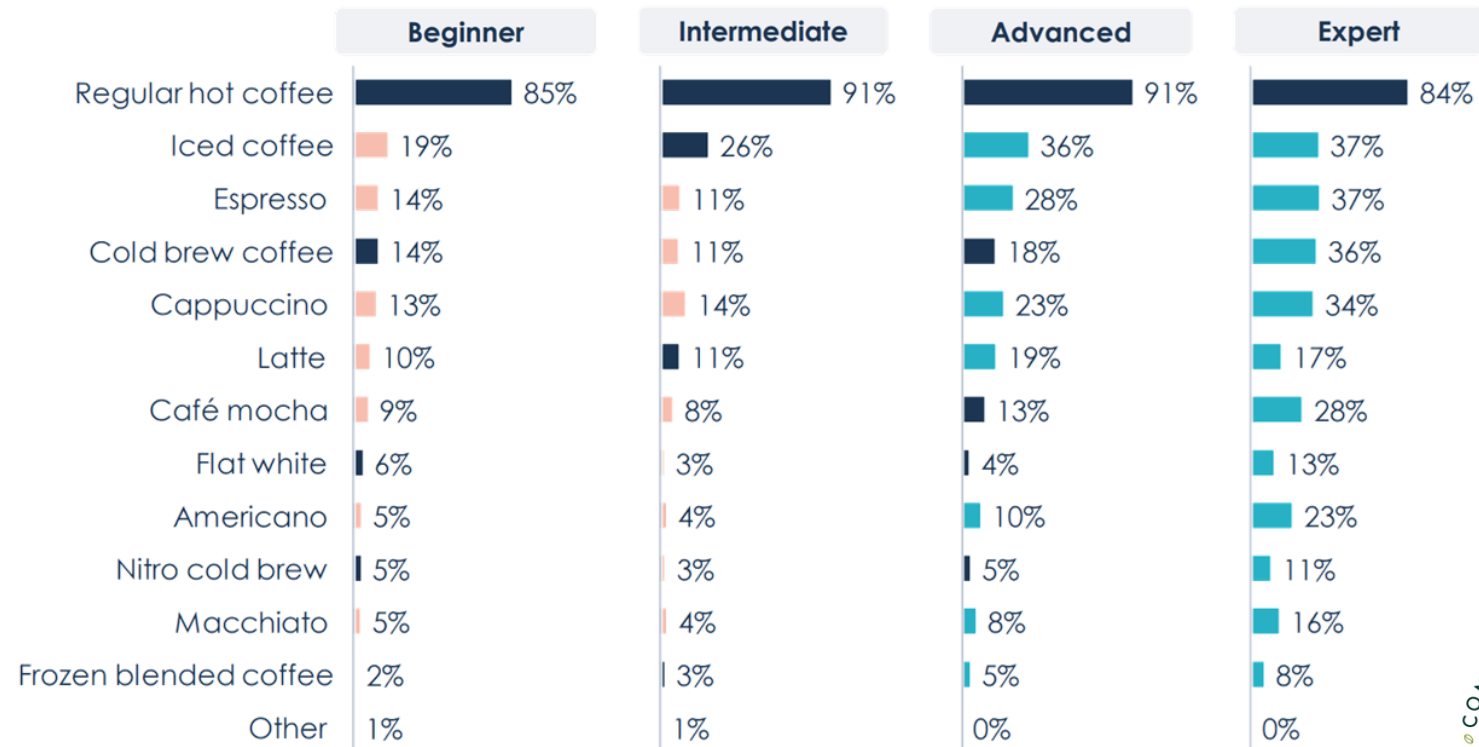 Beginner Intermediate Advanced Expert
Regular hot coffee 85% 91% 91% 84%
Iced coffee 19% 26% 36% 37%
Espresso 14% 11% 28% 37%
Cold brew coffee 14% 11% 18% 36%
Cappuccino 13% 14% 23% 34%
Latte 10% 11% 19% 17%
Café mocha 9% 8% 13% 28%
Flat white 6% 3% 4% 13%
Americano 5% 4% 10% 23%
Nitro cold brew 5% 3% 5% 11%
Macchiato 5% 4% 8% 16%
Frozen blended coffee 2% 3% 5% 8%
Other 1% 1% 0% 0%